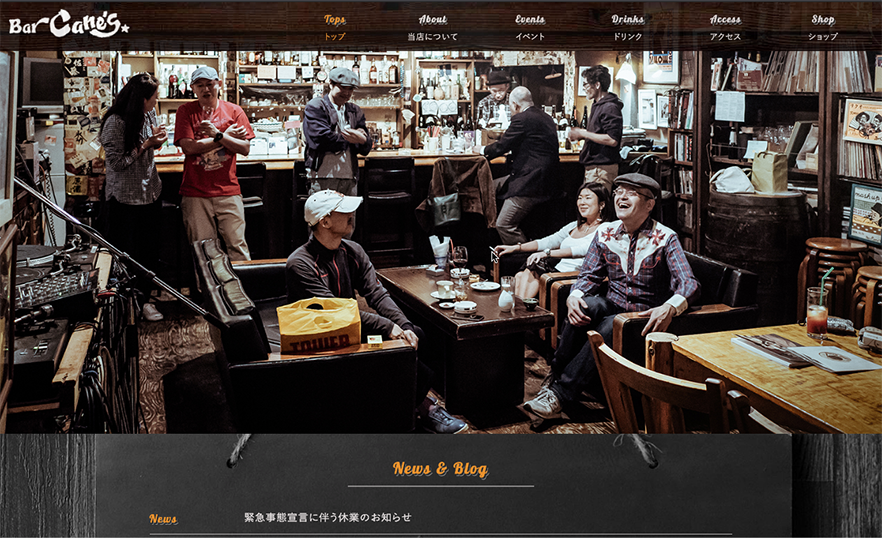 Bar Cane's
Tops
トップ
About
当店について
Events
イベント
Drinks
ドリンク
Access
アクセス
Shop
ショップ
TOWER
mash up
News & Blog
News
緊急事態宣言に伴う休業のお知らせ